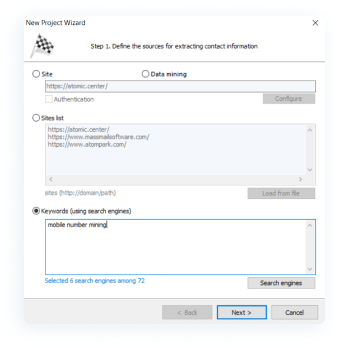 New Project Wizard
Step 1. Define the sources for extracting contact information
Site
Data mining
https://atomic.center/
Authentication
Configure
Sites list
https://atomic.center/
https://www.massmailsoftware.com/
https://www.atompark.com/
sites (http://domain/path)
Load from file
Keywords (using search engines)
mobile number mining
Selected 6 search engines among 72
Search engines
< Back
Next >
Cancel